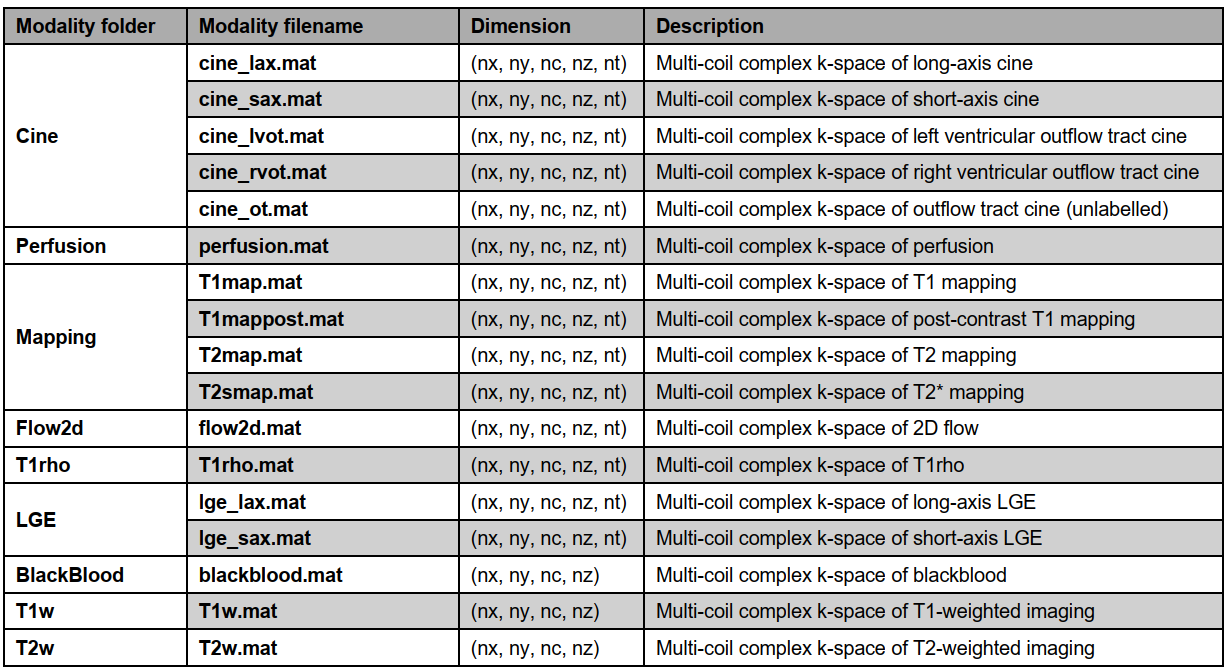 Modality folder Modality filename Dimension Description
cine_lax.mat (nx, ny, nc, nz, nt) Multi-coil complex k-space of long-axis cine
cine_sax.mat (nx, ny, nc, nz, nt) Multi-coil complex k-space of short-axis cine
Cine cine_lvot.mat (nx, ny, nc, nz, nt) Multi-coil complex k-space of left ventricular outflow tract cine
cine_rvot.mat (nx, ny, nc, nz, nt) Multi-coil complex k-space of right ventricular outflow tract cine
cine_ot.mat (nx, ny, nc, nz, nt) Multi-coil complex k-space of outflow tract cine (unlabelled)
Perfusion perfusion.mat (nx, ny, nc, nz, nt) Multi-coil complex k-space of perfusion
T1map.mat (nx, ny, nc, nz, nt) Multi-coil complex k-space of T1 mapping
T1mappost.mat (nx, ny, nc, nz, nt) Multi-coil complex k-space of post-contrast T1 mapping
Mapping
T2map.mat (nx, ny, nc, nz, nt) Multi-coil complex k-space of T2 mapping
T2smap.mat (nx, ny, nc, nz, nt) Multi-coil complex k-space of T2* mapping
Flow2d flow2d.mat (nx, ny, nc, nz, nt) Multi-coil complex k-space of 2D flow
T1rho T1rho.mat (nx, ny, nc, nz, nt) Multi-coil complex k-space of T1rho
LGE
lge_lax.mat (nx, ny, nc, nz, nt) Multi-coil complex k-space of long-axis LGE
lge_sax.mat (nx, ny, nc, nz, nt) Multi-coil complex k-space of short-axis LGE
BlackBlood blackblood.mat (nx, ny, nc, nz) Multi-coil complex k-space of blackblood
T1w T1w.mat (nx, ny, nc, nz) Multi-coil complex k-space of T1-weighted imaging
T2w T2w.mat (nx, ny, nc, nz) Multi-coil complex k-space of T2-weighted imaging